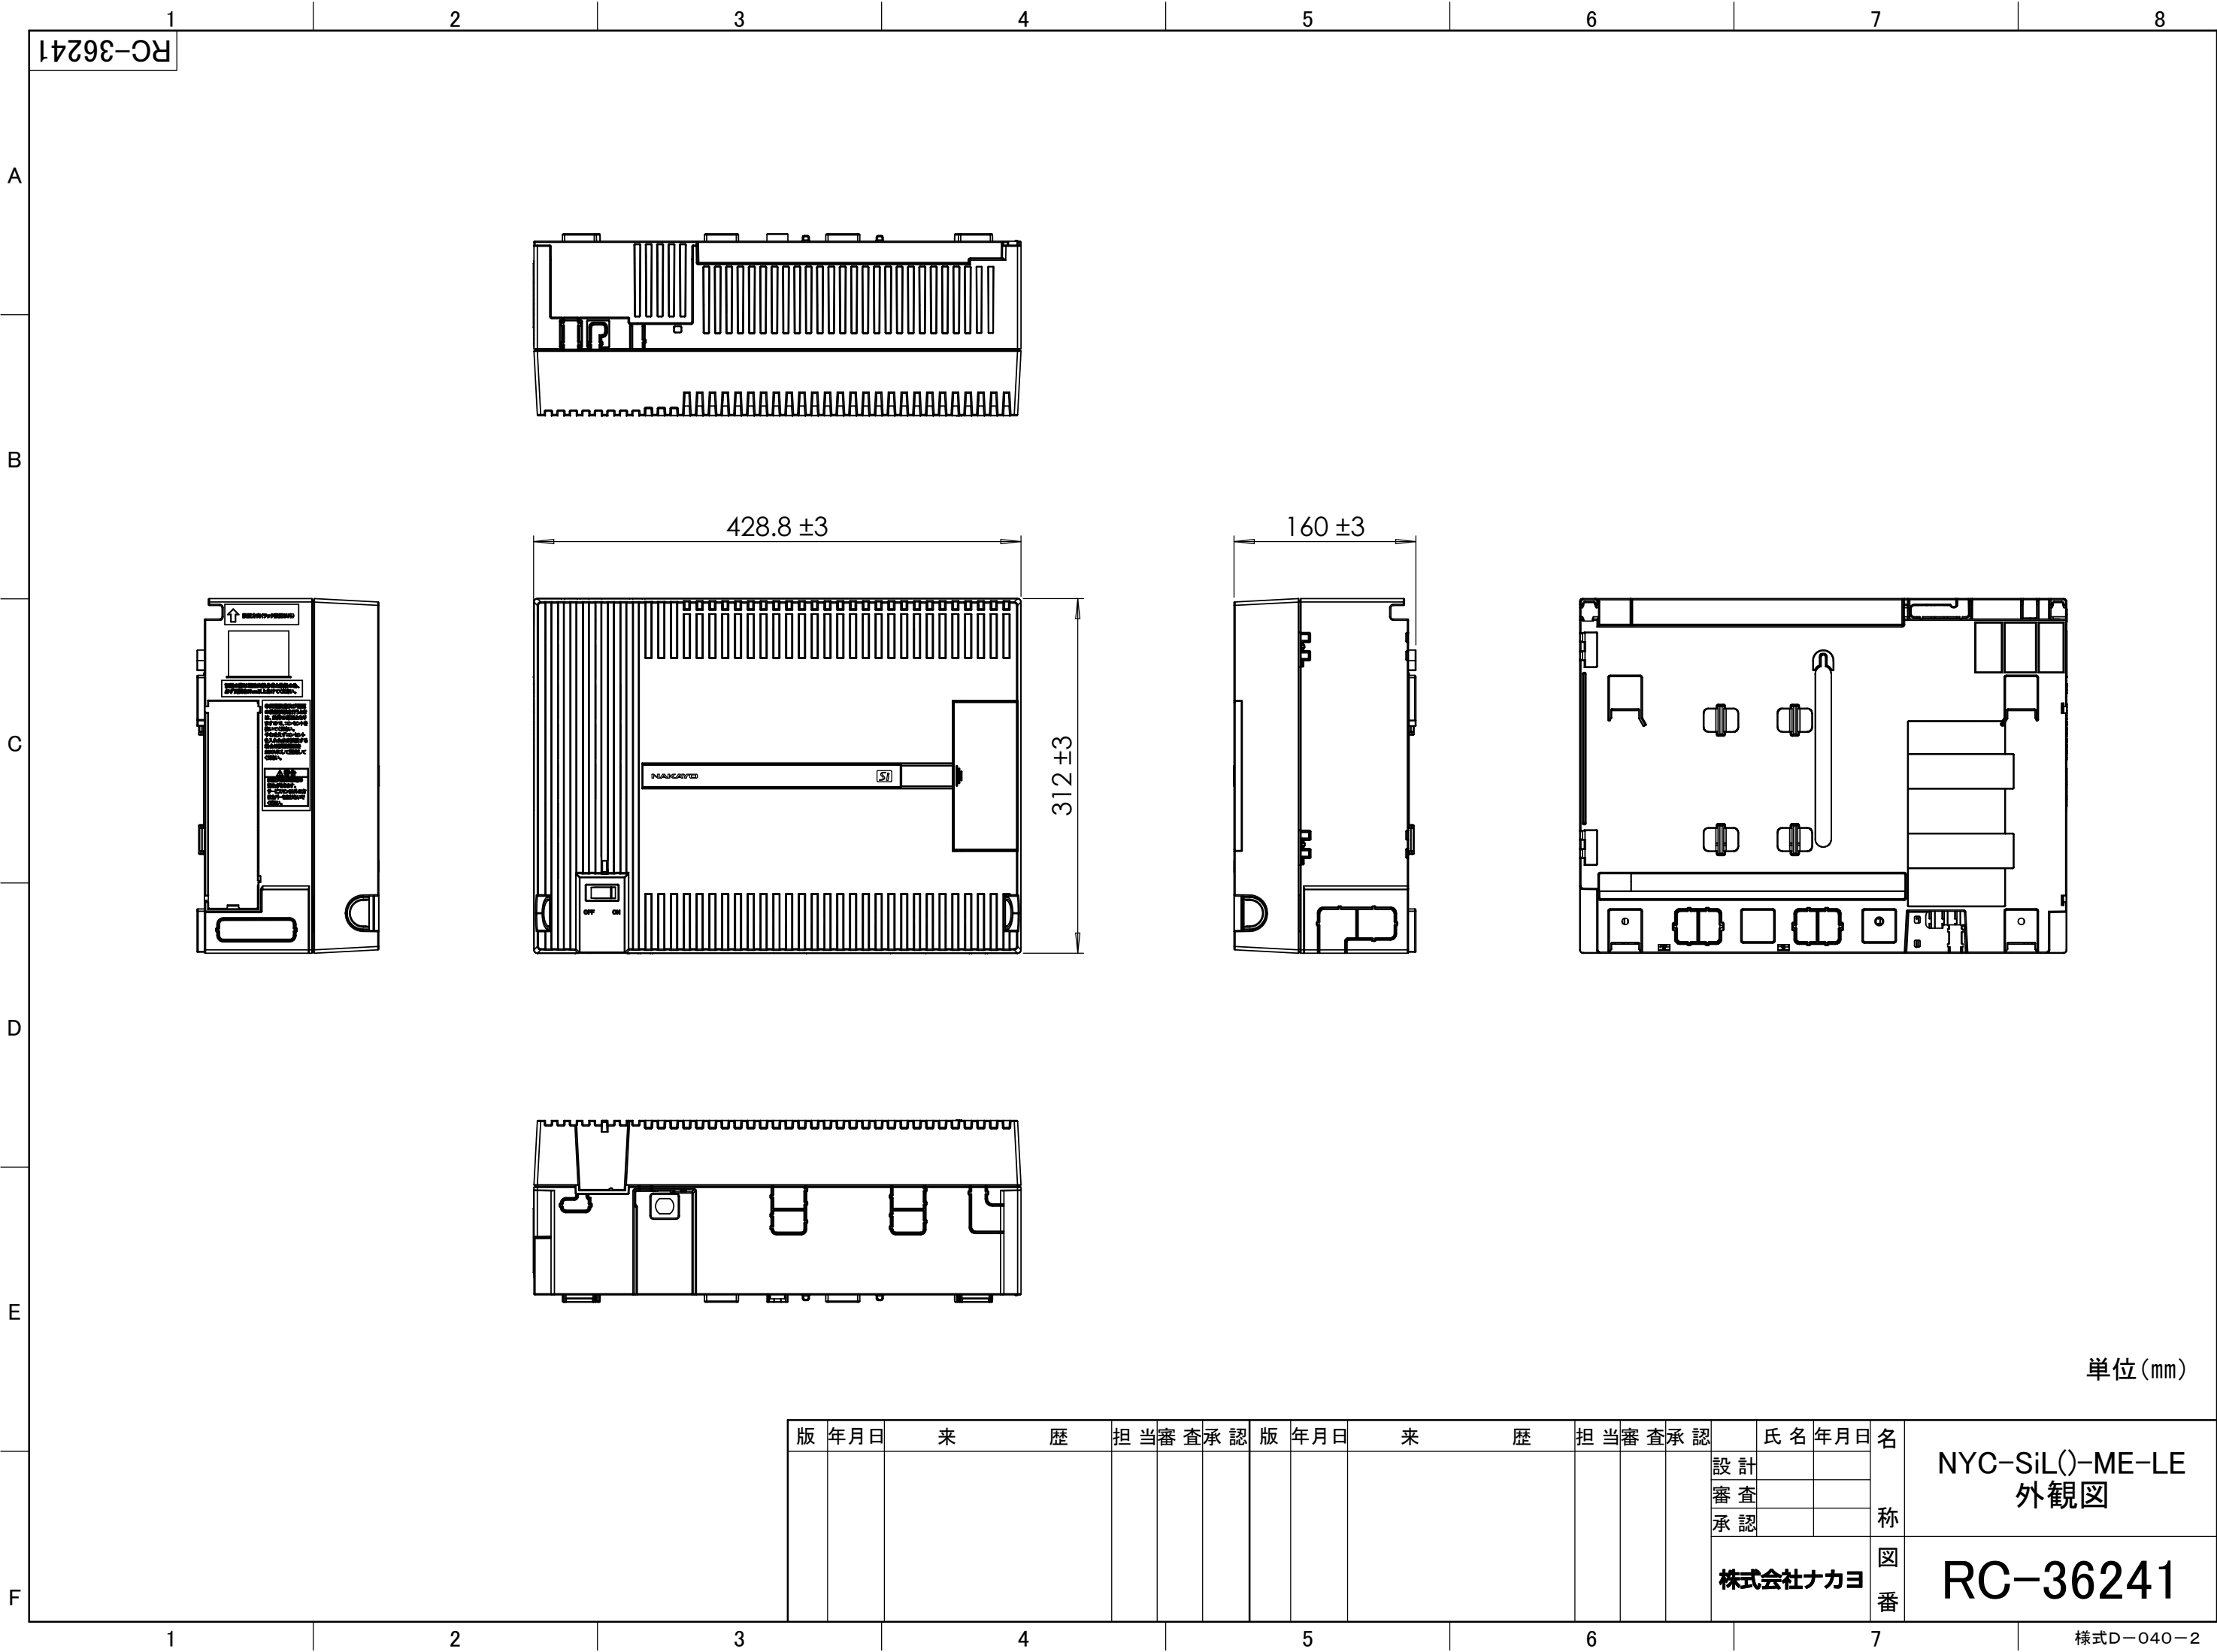 1 2 3 4 5 6 7 8
RC-36241
A
B
C
D
E
F
428.8 ±3
160 ±3
312 ±3
NAKAYO
Si
OFF ON
単位(mm)
版 年月日 来歴 担当 審査 承認 版 年月日 来歴 担当 審査 承認 氏名 年月日 名称
設計
審査
承認
NYC-SiL()-ME-LE
外観図
株式会社ナカヨ
図番
RC-36241
1 2 3 4 5 6 7
様式D-040-2